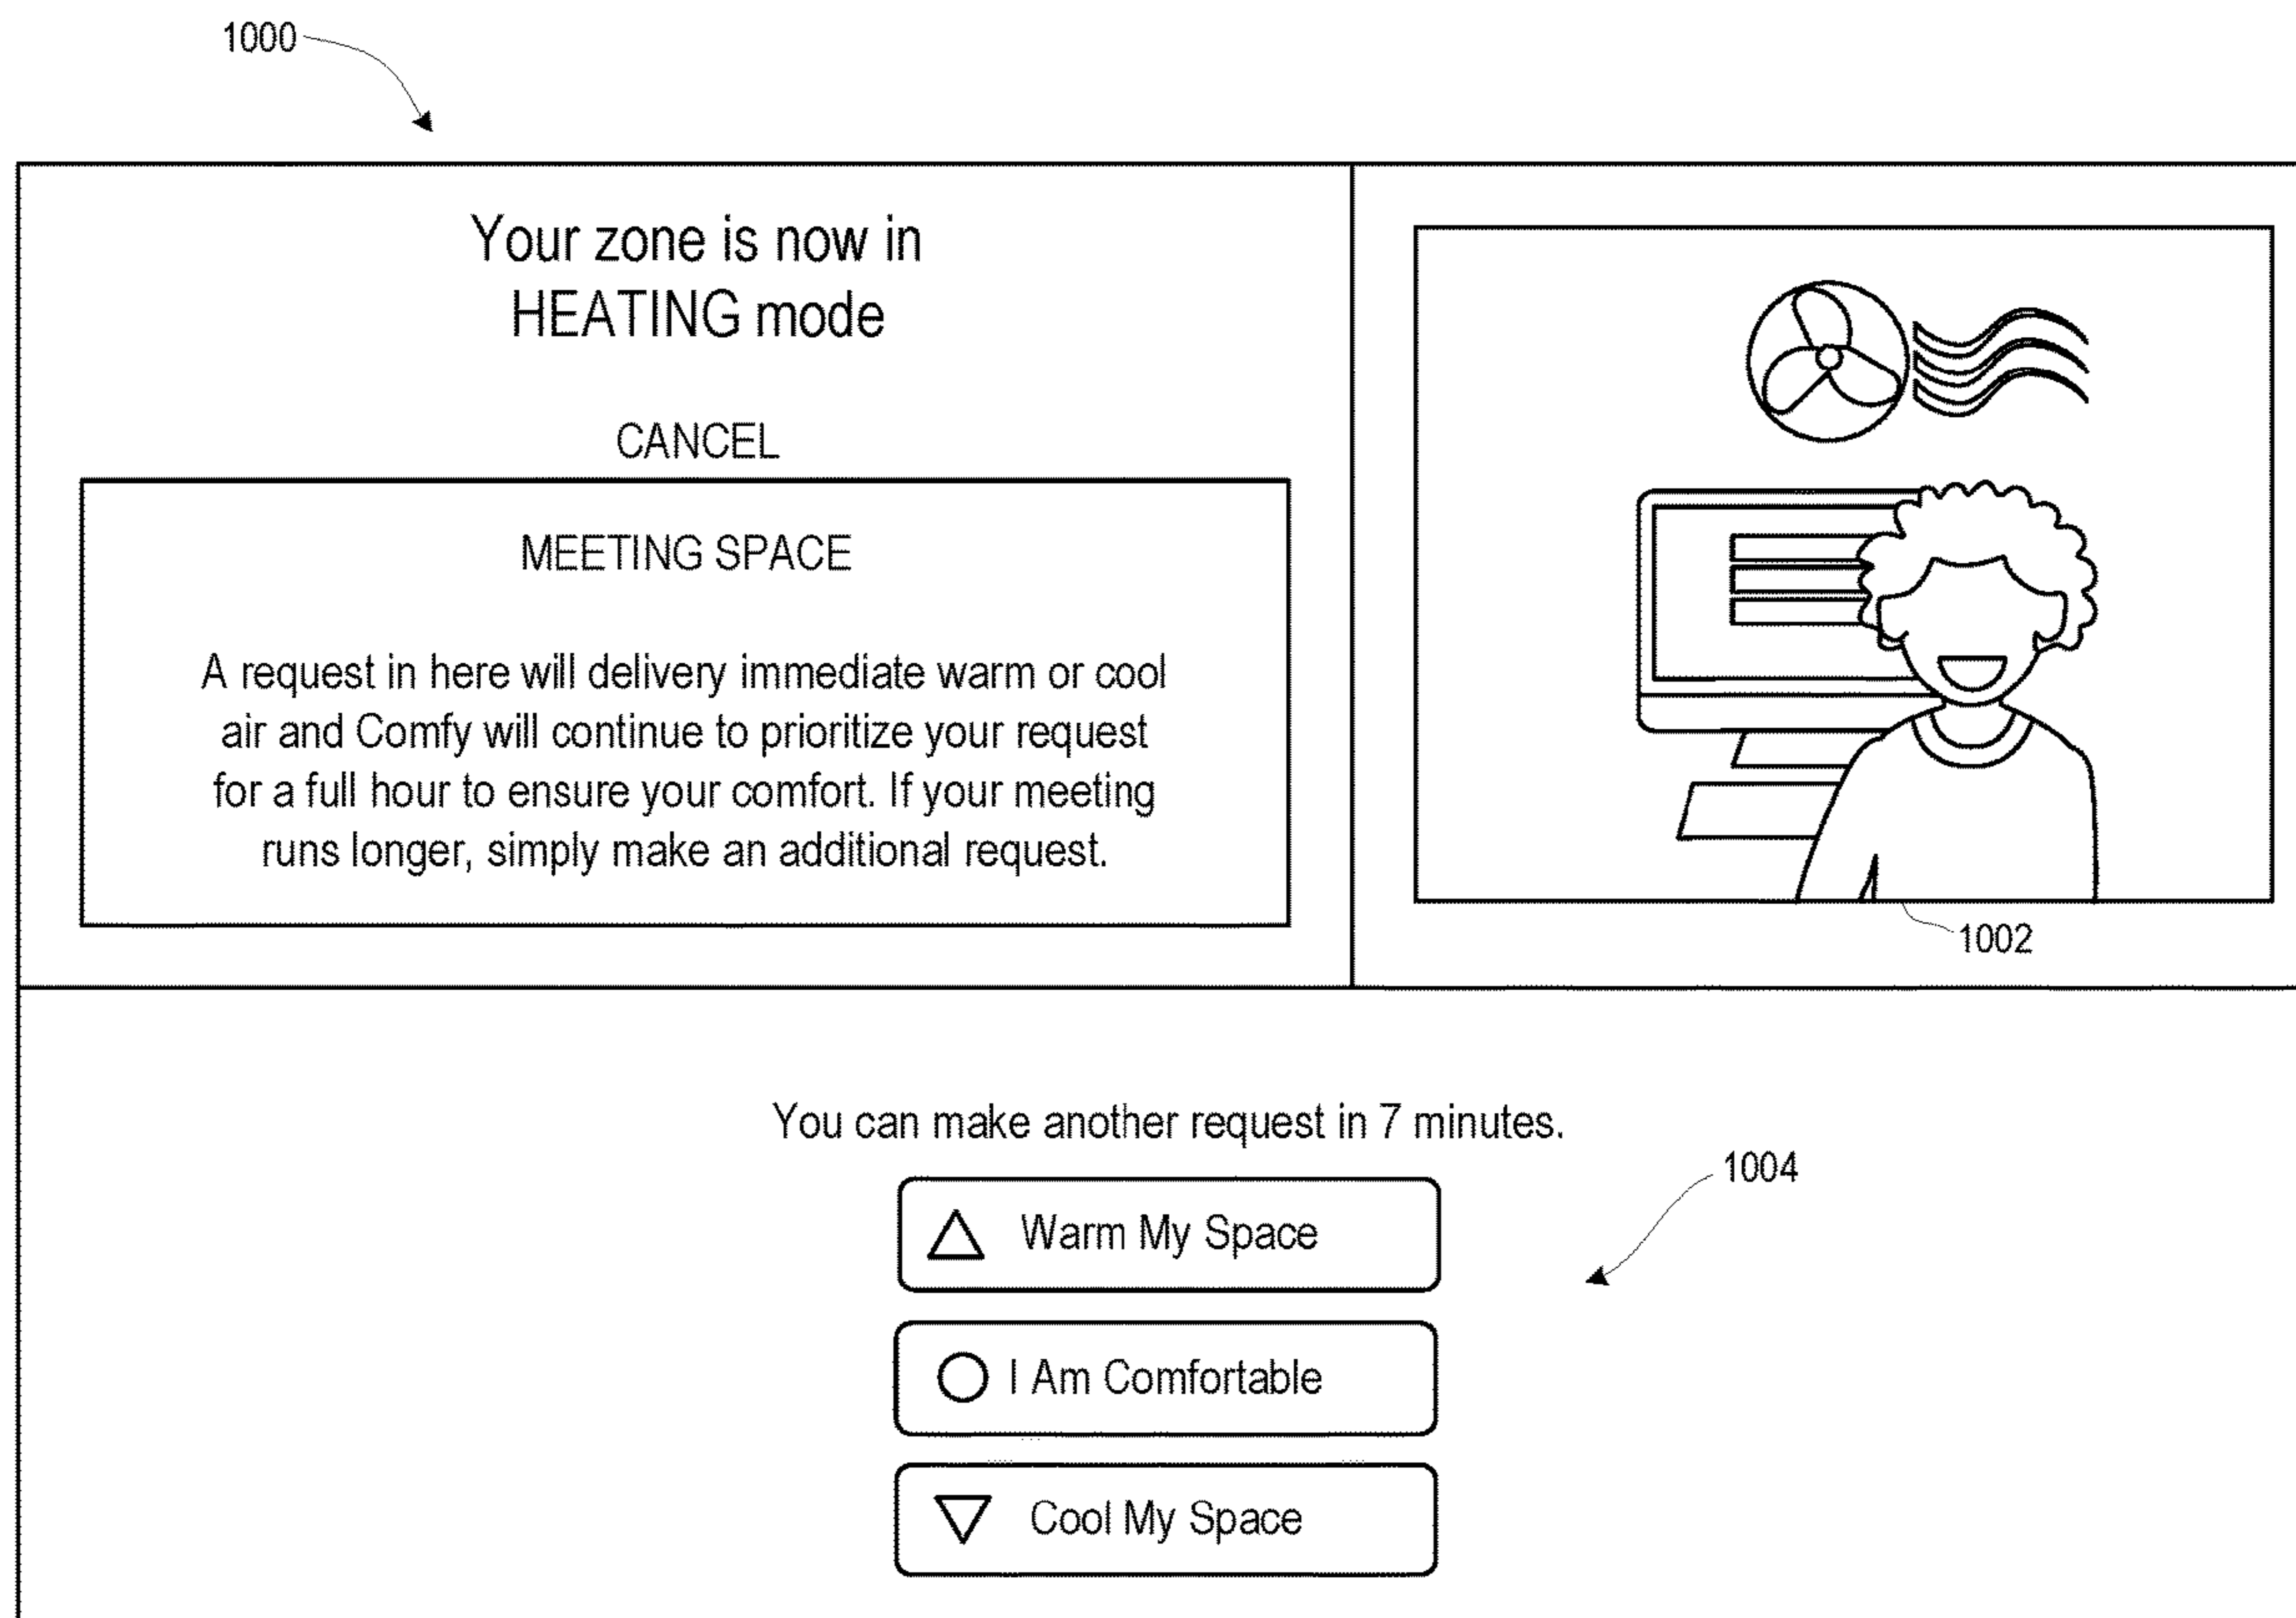 1000
Your zone is now in
HEATING mode
CANCEL
MEETING SPACE
A request in here will delivery immediate warm or cool
air and Comfy will continue to prioritize your request
for a full hour to ensure your comfort. If your meeting
runs longer, simply make an additional request.
1002
You can make another request in 7 minutes.
1004
Warm My Space
I Am Comfortable
Cool My Space